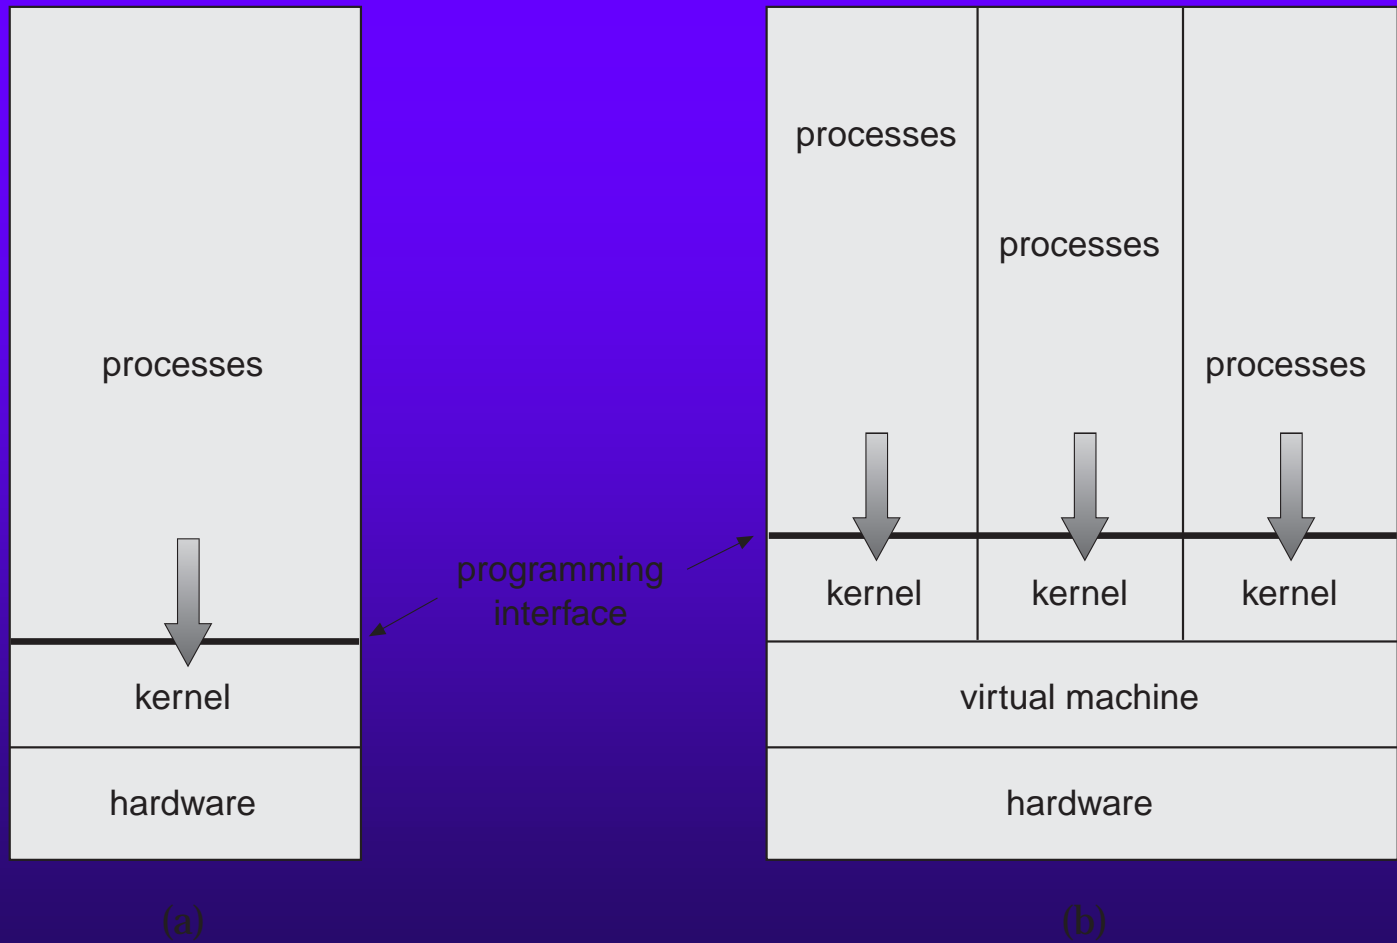 processes
kernel
hardware
(a)
programming
interface
processes
processes
processes
kernel
kernel
kernel
virtual machine
hardware
(b)